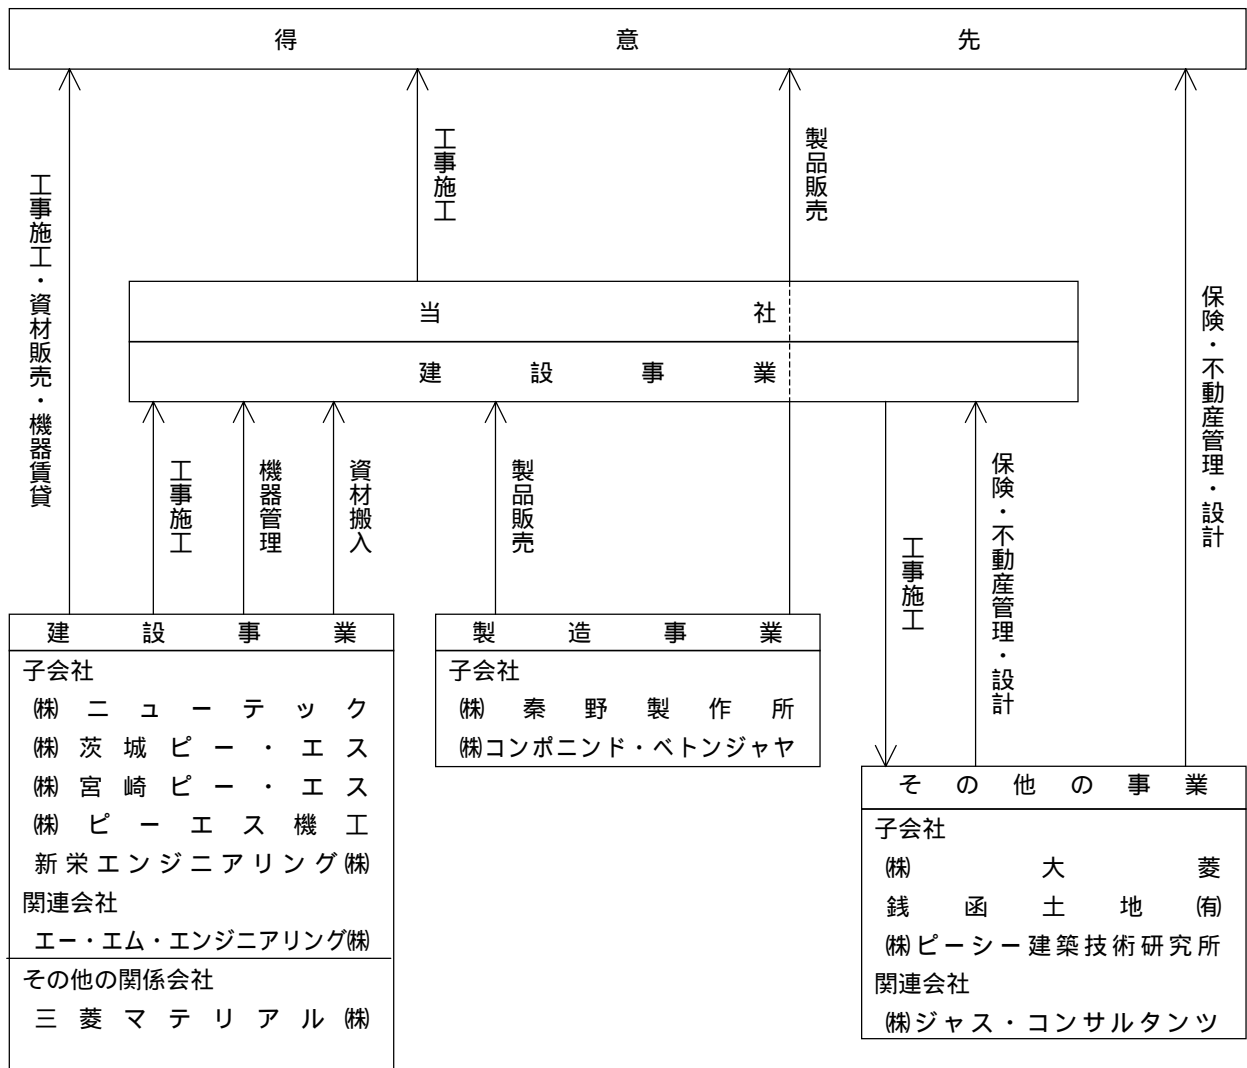 得意先
工事施工・資材販売・機器賃貸
工事施工
製品販売
保険・不動産管理・設計
当社
建設事業
工事施工
機器管理
資材搬入
製品販売
工事施工
保険・不動産管理・設計
建設事業
子会社
㈱ニューテック
㈱茨城ピー・エス
㈱宮崎ピー・エス
㈱ピーエス機工
新栄エンジニアリング㈱
関連会社
エー・エム・エンジニアリング㈱
その他の関係会社
三菱マテリアル㈱
製造事業
子会社
㈱秦野製作所
㈱コンポニンド・ベトンジャヤ
その他の事業
子会社
㈱大菱
銭函土地㈲
㈱ピーシー建築技術研究所
関連会社
㈱ジャス・コンサルタンツ